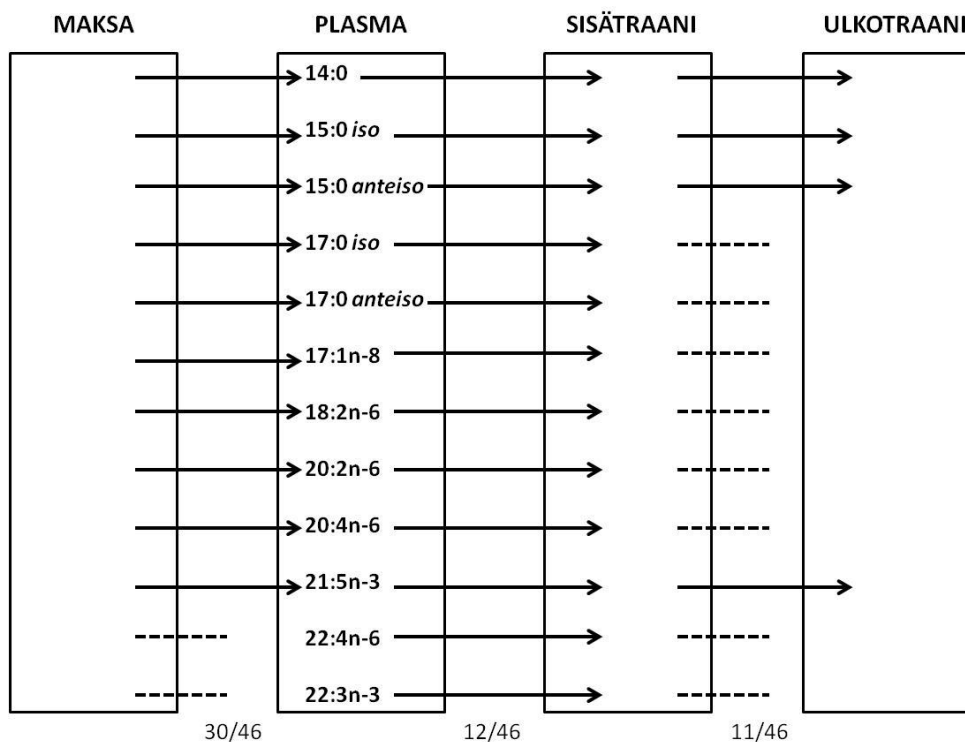 MAKSA PLASMA SISÄTRAANI ULKOTRAANI
14:0
15:0 iso
15:0 anteiso
17:0 iso
17:0 anteiso
17:1n-8
18:2n-6
20:2n-6
20:4n-6
21:5n-3
22:4n-6
22:3n-3
30/46 12/46 11/46